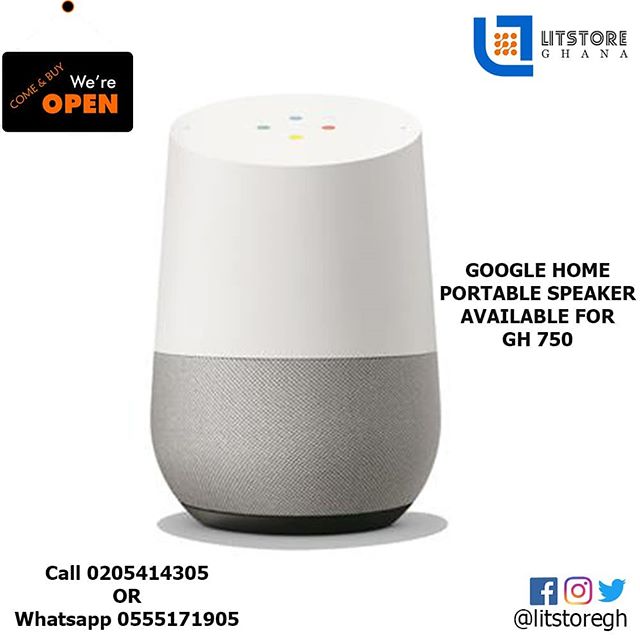 COME & BUY
We're
OPEN
LITSTORE
GHANA
GOOGLE HOME
PORTABLE SPEAKER
AVAILABLE FOR
GH 750
Call 0205414305
OR
Whatsapp 0555171905
@litstoregh